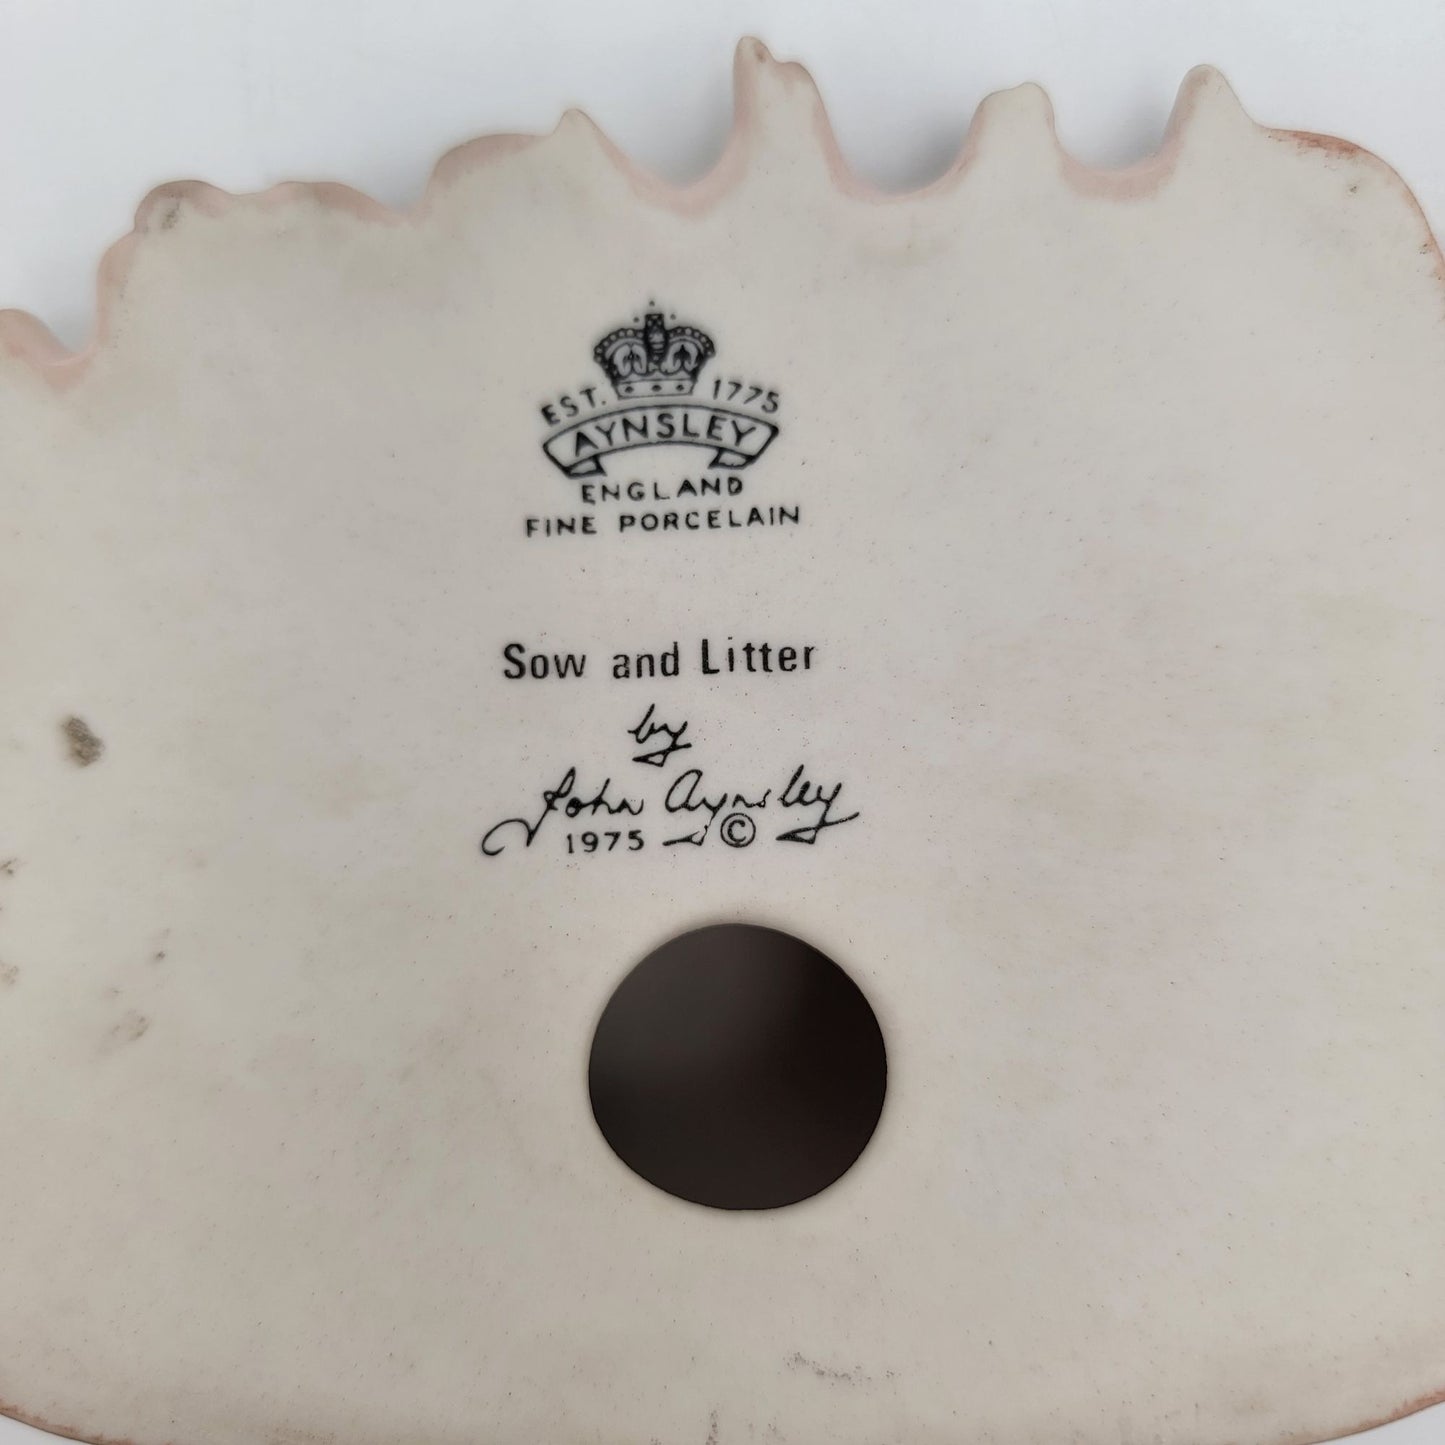 EST. 1775
AYNSLEY
ENGLAND
FINE PORCELAIN
Sow and Litter
by
John Aynsley
1975 ©